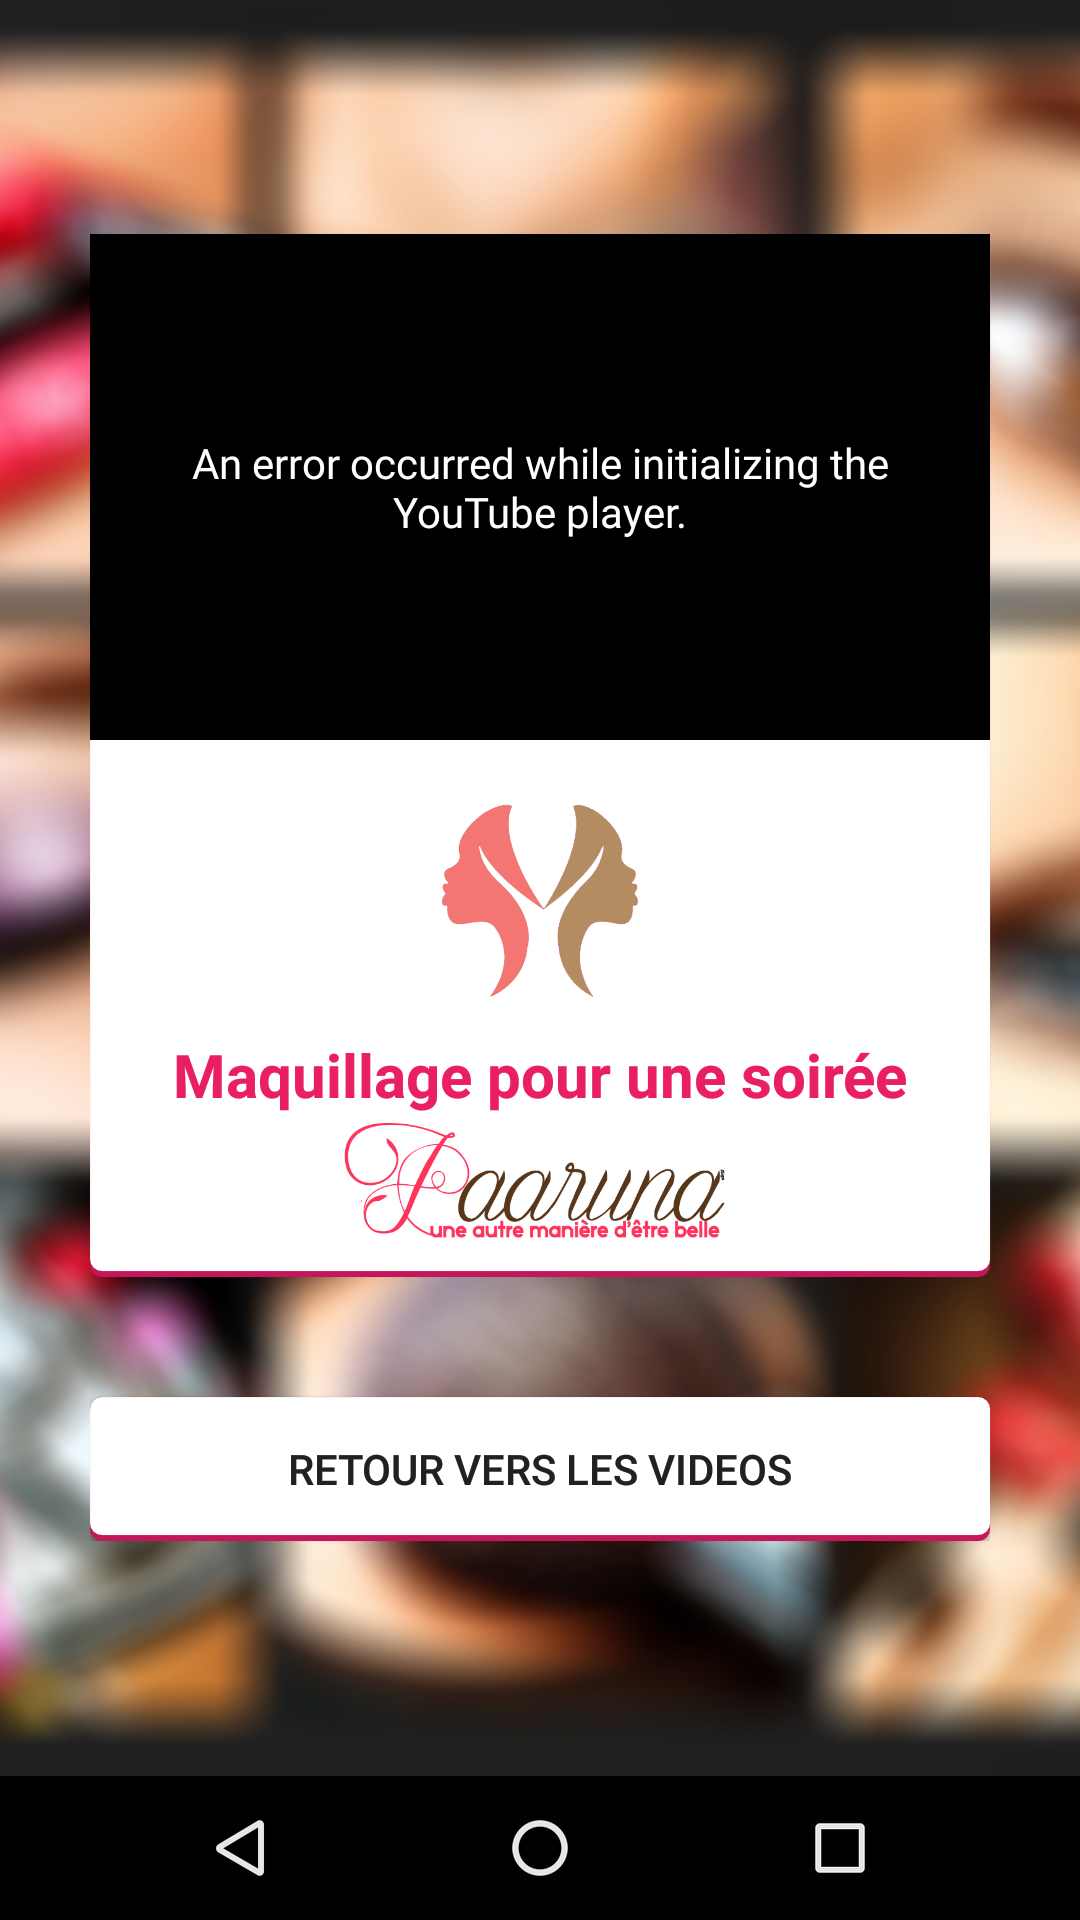 An error occurred while initializing the
YouTube player.
Maquillage pour une soirée
Jaaruna
une autre manière d'être belle
RETOUR VERS LES VIDEOS